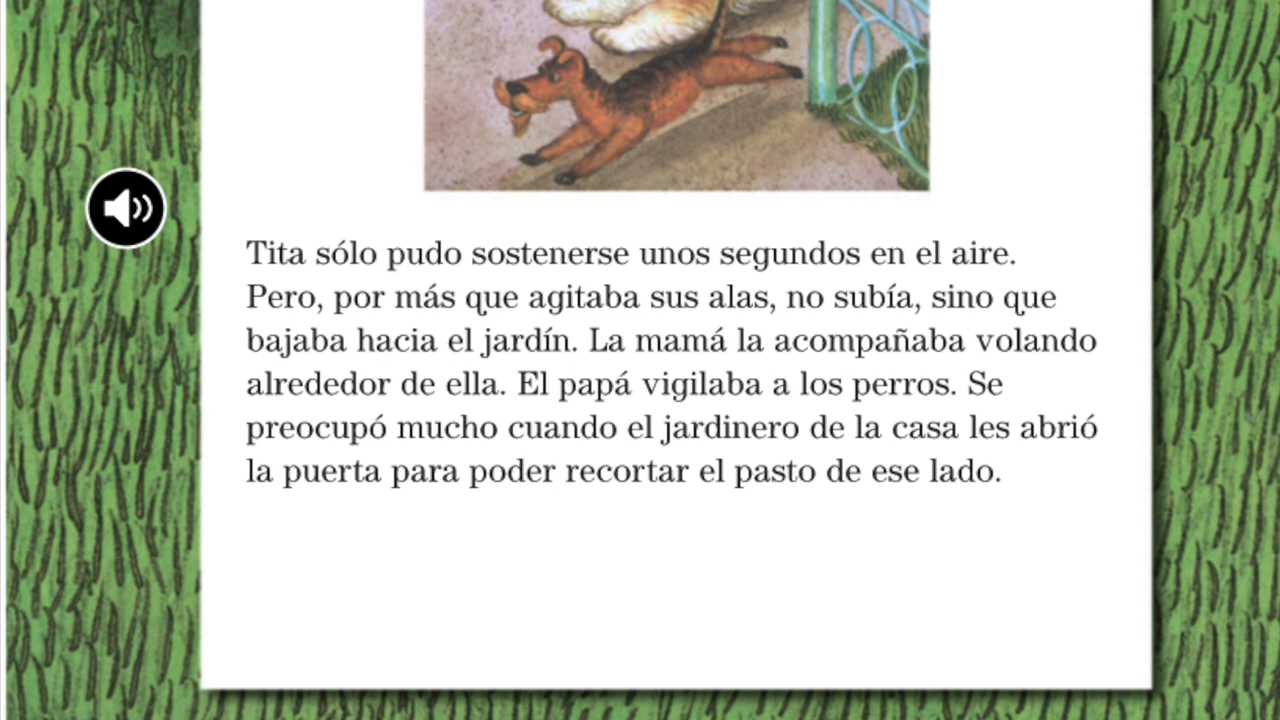 Tita sólo pudo sostenerse unos segundos en el aire.
Pero, por más que agitaba sus alas, no subía, sino que
bajaba hacia el jardín. La mamá la acompañaba volando
alrededor de ella. El papá vigilaba a los perros. Se
preocupó mucho cuando el jardinero de la casa les abrió
la puerta para poder recortar el pasto de ese lado.